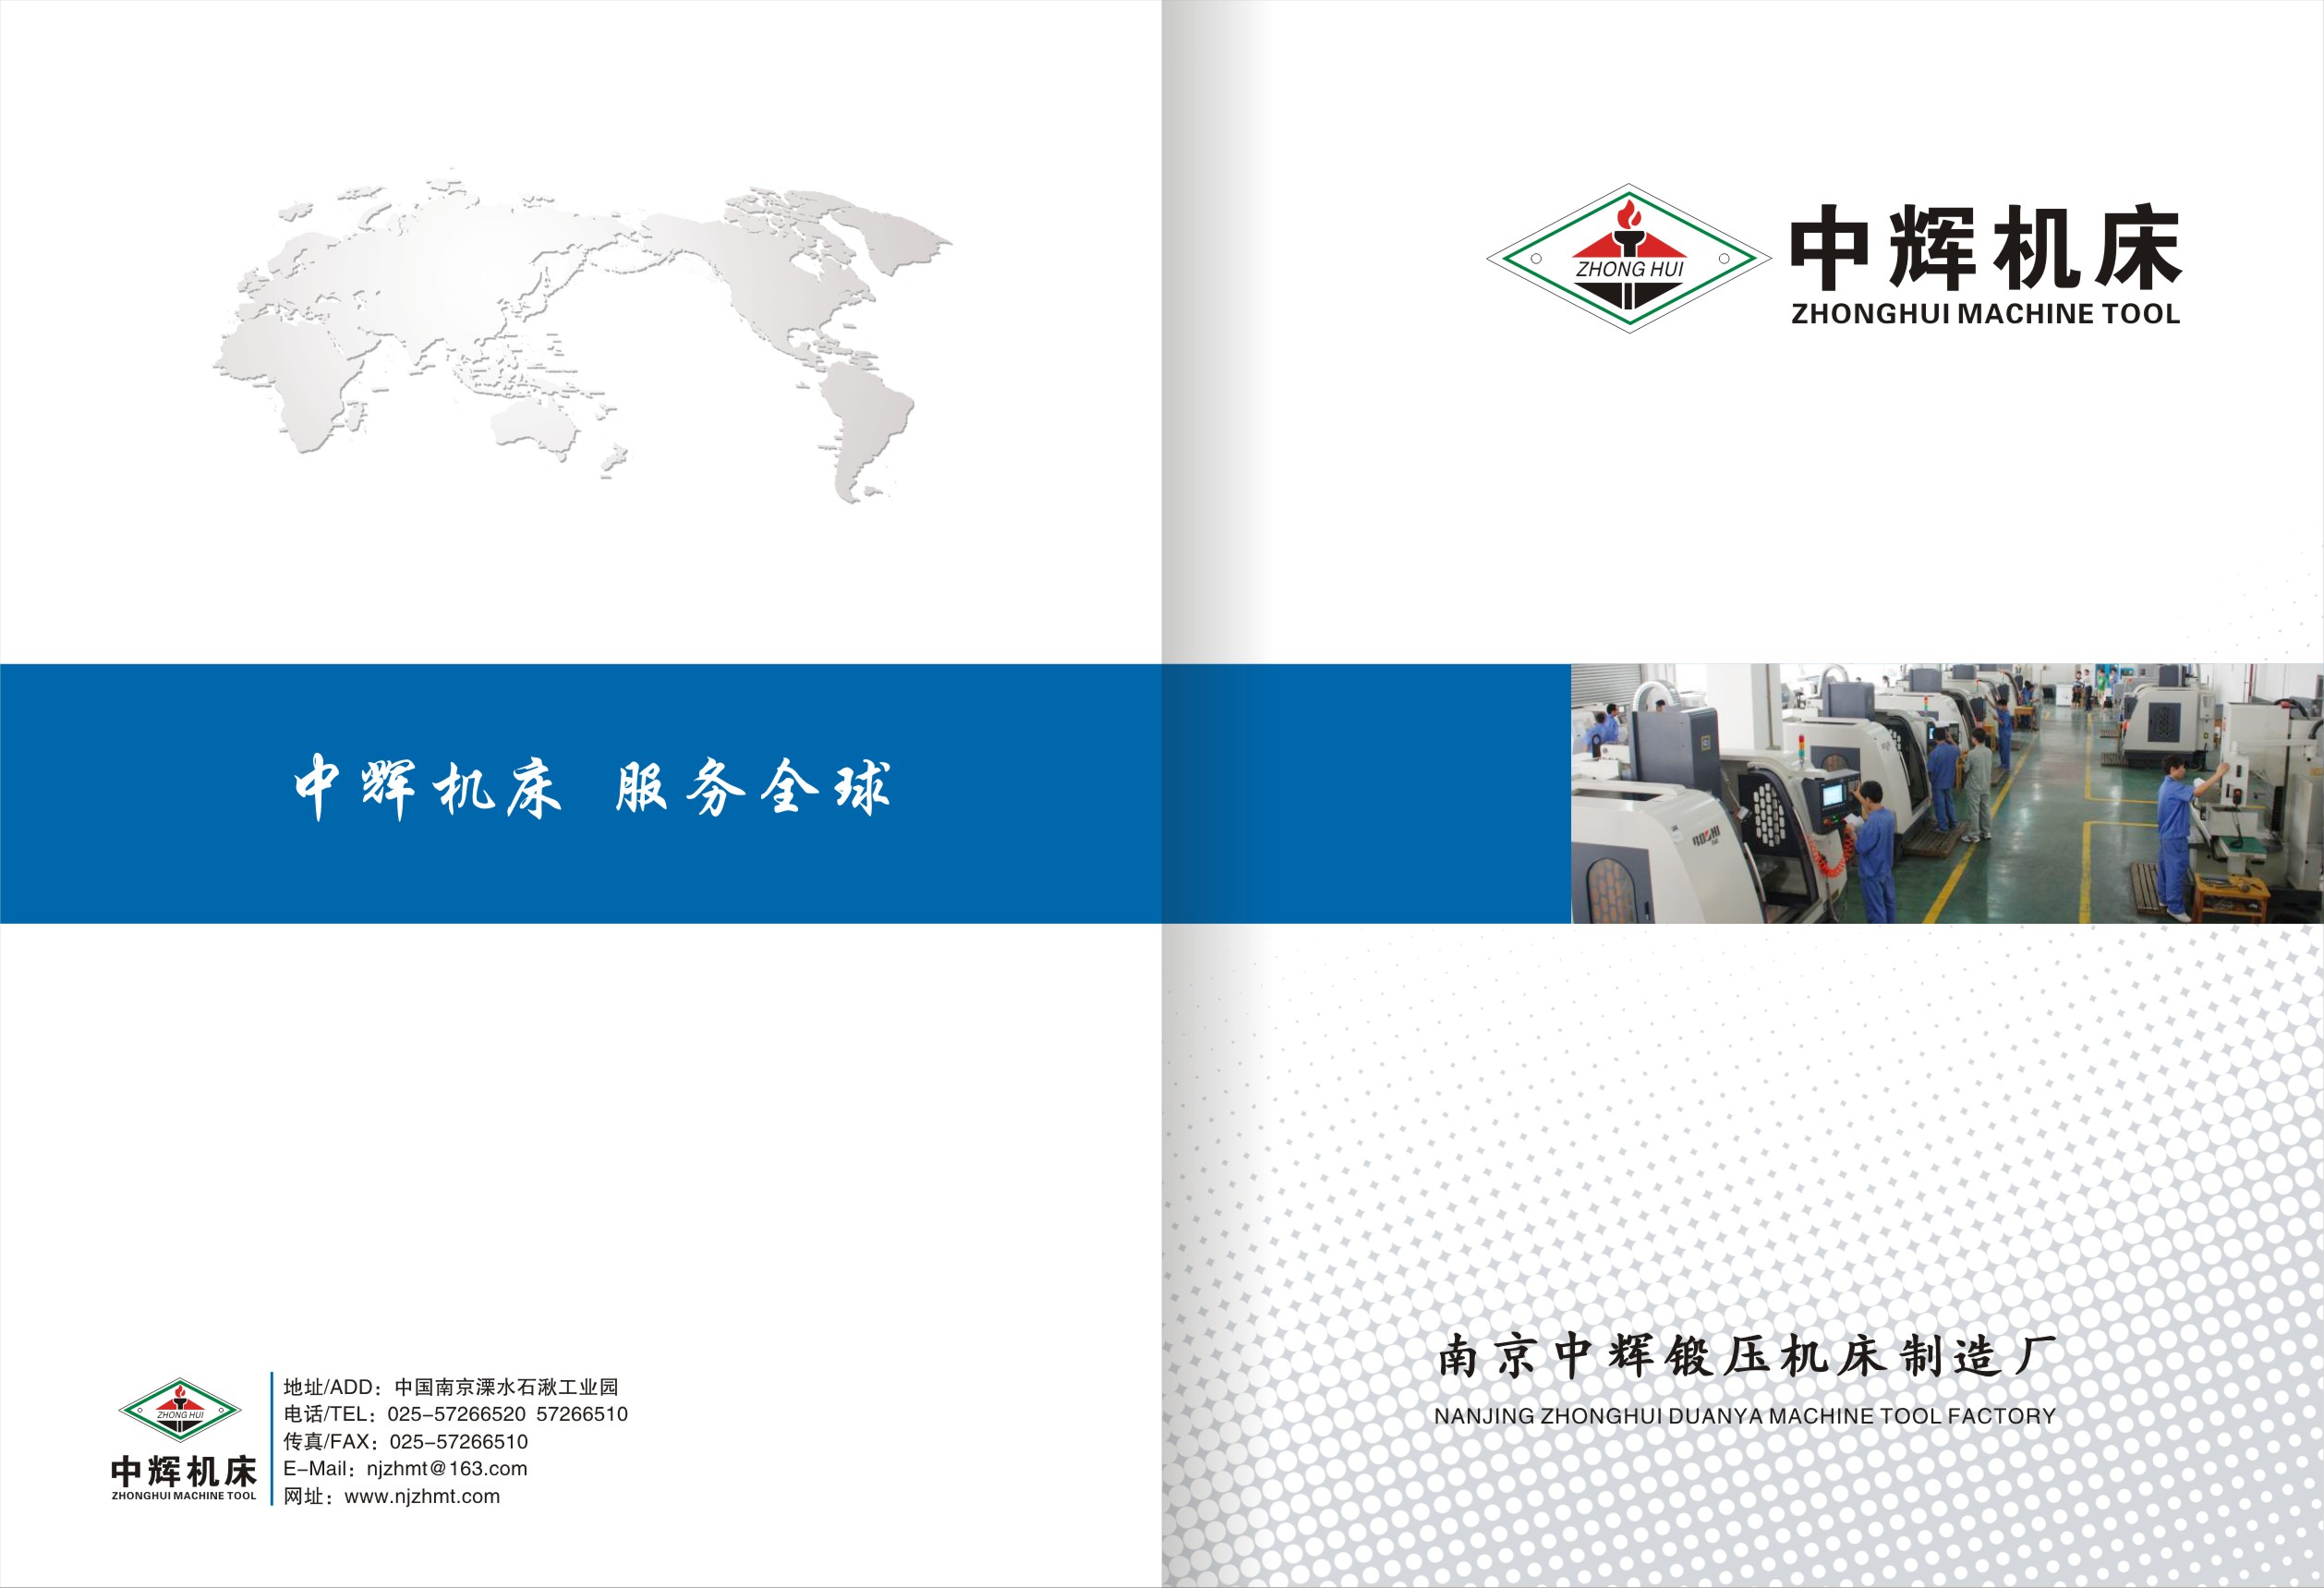 中辉机床 服务全球
ZHONG HUI
中辉机床
ZHONGHUI MACHINE TOOL
地址/ADD：中国南京溧水石湫工业园
电话/TEL：025-57266520 57266510
传真/FAX：025-57266510
E-Mail：njzhmt@163.com
网址：www.njzhmt.com
ZHONG HUI
中辉机床
ZHONGHUI MACHINE TOOL
南京中辉锻压机床制造厂
NANJING ZHONGHUI DUANYA MACHINE TOOL FACTORY